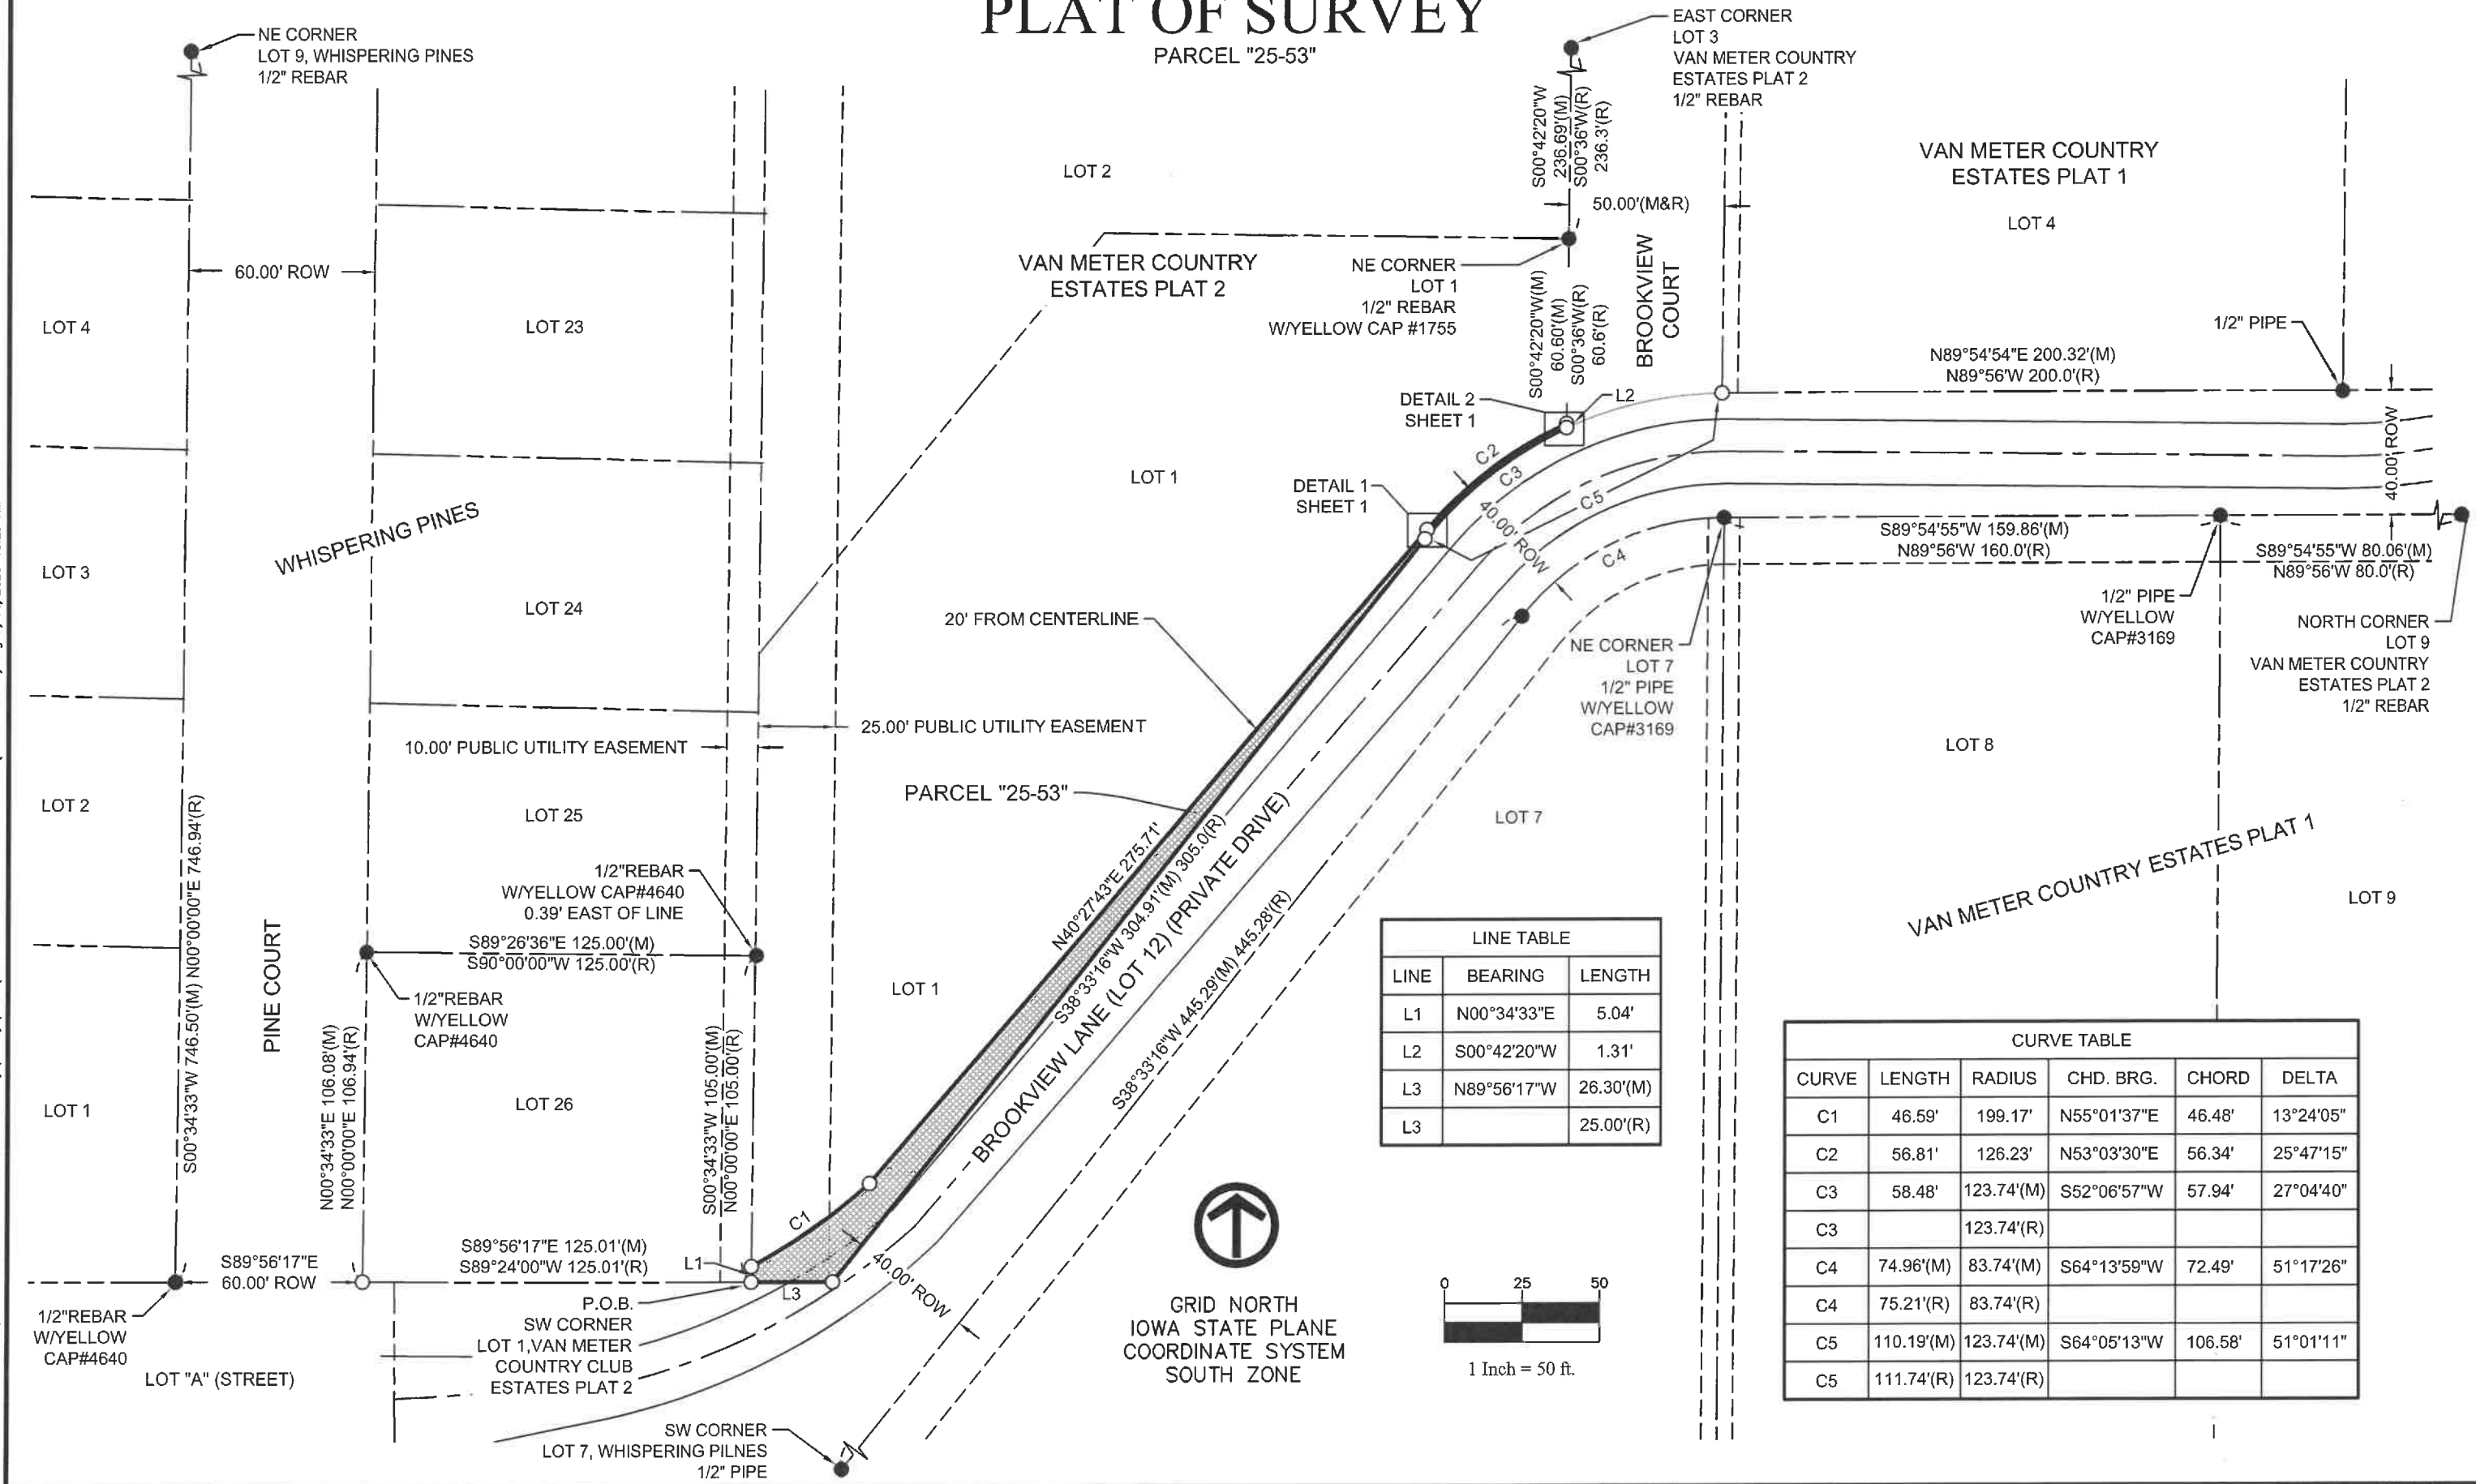 PLAT OF SURVEY
PARCEL "25-53"
NE CORNER
LOT 9, WHISPERING PINES
1/2" REBAR
EAST CORNER
LOT 3
VAN METER COUNTRY
ESTATES PLAT 2
1/2" REBAR
S00°42'20"W
236.69'(M)
S00°36'W(R)
236.3'(R)
50.00'(M&R)
LOT 2
VAN METER COUNTRY
ESTATES PLAT 1
LOT 4
60.00' ROW
VAN METER COUNTRY
ESTATES PLAT 2
NE CORNER
LOT 1
1/2" REBAR
W/YELLOW CAP #1755
S00°42'20"W(M)
60.60'(M)
S00°36'W(R)
60.6'(R)
BROOKVIEW
COURT
LOT 4
LOT 23
1/2" PIPE
N89°54'54"E 200.32'(M)
N89°56'W 200.0'(R)
DETAIL 2
SHEET 1
L2
40.00' ROW
C2
C3
C5
C4
40.00' ROW
LOT 1
DETAIL 1
SHEET 1
WHISPERING PINES
S89°54'55"W 159.86'(M)
N89°56'W 160.0'(R)
S89°54'55"W 80.06'(M)
N89°56'W 80.0'(R)
LOT 3
LOT 24
20' FROM CENTERLINE
1/2" PIPE
W/YELLOW
CAP#3169
NORTH CORNER
LOT 9
VAN METER COUNTRY
ESTATES PLAT 2
1/2" REBAR
NE CORNER
LOT 7
1/2" PIPE
W/YELLOW
CAP#3169
25.00' PUBLIC UTILITY EASEMENT
10.00' PUBLIC UTILITY EASEMENT
LOT 8
PARCEL "25-53"
LOT 2
LOT 25
LOT 7
S00°34'33"W 746.50'(M) N00°00'00"E 746.94'(R)
1/2"REBAR
W/YELLOW CAP#4640
0.39' EAST OF LINE
N40°27'43"E 275.71'
S38°33'16"W 304.91'(M) 305.0(R)
BROOKVIEW LANE (LOT 12) (PRIVATE DRIVE)
S38°33'16"W 445.29'(M) 445.28'(R)
VAN METER COUNTRY ESTATES PLAT 1
LOT 9
S89°26'36"E 125.00'(M)
S90°00'00"W 125.00'(R)
PINE COURT
1/2"REBAR
W/YELLOW
CAP#4640
LOT 1
N00°34'33"E 106.08'(M)
N00°00'00"E 106.94'(R)
S00°34'33"W 105.00'(M)
N00°00'00"E 105.00'(R)
LOT 1
LOT 26
LINE TABLE
LINE BEARING LENGTH
L1 N00°34'33"E 5.04'
L2 S00°42'20"W 1.31'
L3 N89°56'17"W 26.30'(M)
L3 25.00'(R)
CURVE TABLE
CURVE LENGTH RADIUS CHD. BRG. CHORD DELTA
C1 46.59' 199.17' N55°01'37"E 46.48' 13°24'05"
C2 56.81' 126.23' N53°03'30"E 56.34' 25°47'15"
C3 58.48' 123.74'(M) S52°06'57"W 57.94' 27°04'40"
C3 123.74'(R)
C4 74.96'(M) 83.74'(M) S64°13'59"W 72.49' 51°17'26"
C4 75.21'(R) 83.74'(R)
C5 110.19'(M) 123.74'(M) S64°05'13"W 106.58' 51°01'11"
C5 111.74'(R) 123.74'(R)
C1
L1
L3
40.00' ROW
S89°56'17"E
60.00' ROW
S89°56'17"E 125.01'(M)
S89°24'00"W 125.01'(R)
1/2"REBAR
W/YELLOW
CAP#4640
P.O.B.
SW CORNER
LOT 1,VAN METER
COUNTRY CLUB
ESTATES PLAT 2
LOT "A" (STREET)
GRID NORTH
IOWA STATE PLANE
COORDINATE SYSTEM
SOUTH ZONE
0 25 50
1 Inch = 50 ft.
SW CORNER
LOT 7, WHISPERING PILNES
1/2" PIPE